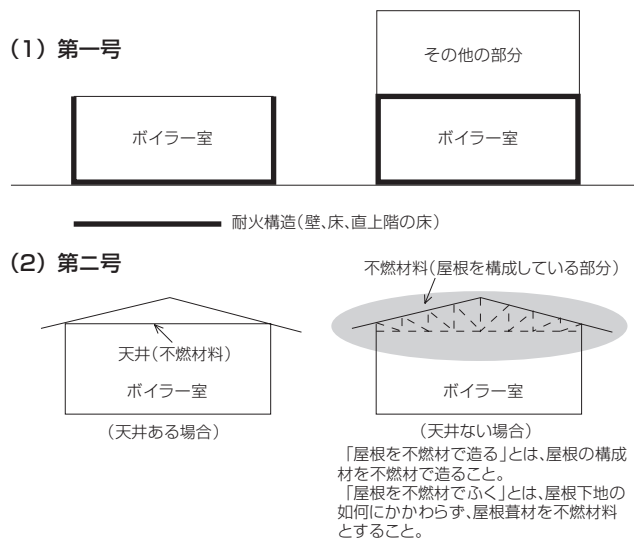 (1) 第一号
その他の部分
ボイラー室
ボイラー室
耐火構造(壁、床、直上階の床)
(2) 第二号
不燃材料(屋根を構成している部分)
天井(不燃材料)
ボイラー室
ボイラー室
(天井ある場合)
(天井ない場合)
「屋根を不燃材で造る」とは、屋根の構成
材を不燃材で造ること。
「屋根を不燃材でふく」とは、屋根下地の
如何にかかわらず、屋根葺材を不燃材料
とすること。